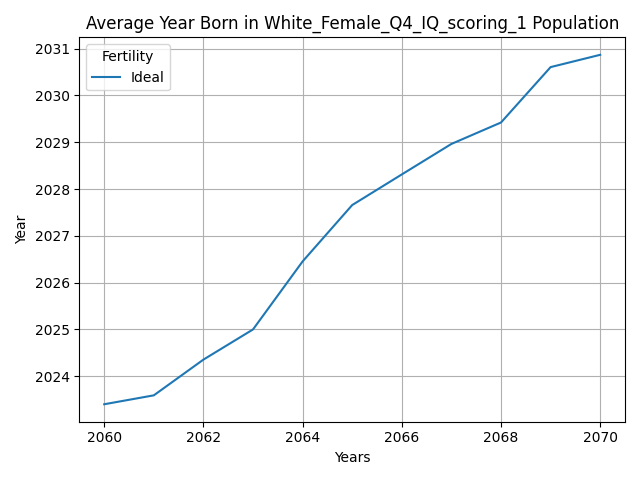 Average Year Born in White_Female_Q4_IQ_scoring_1 Population
Fertility
Ideal
Year
2031
2030
2029
2028
2027
2026
2025
2024
2060 2062 2064 2066 2068 2070
Years